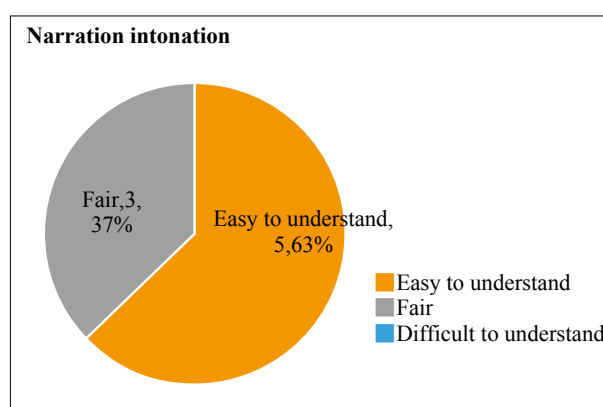 Narration intonation
Fair,3,
37%
Easy to understand,
5,63%
Easy to understand
Fair
Difficult to understand